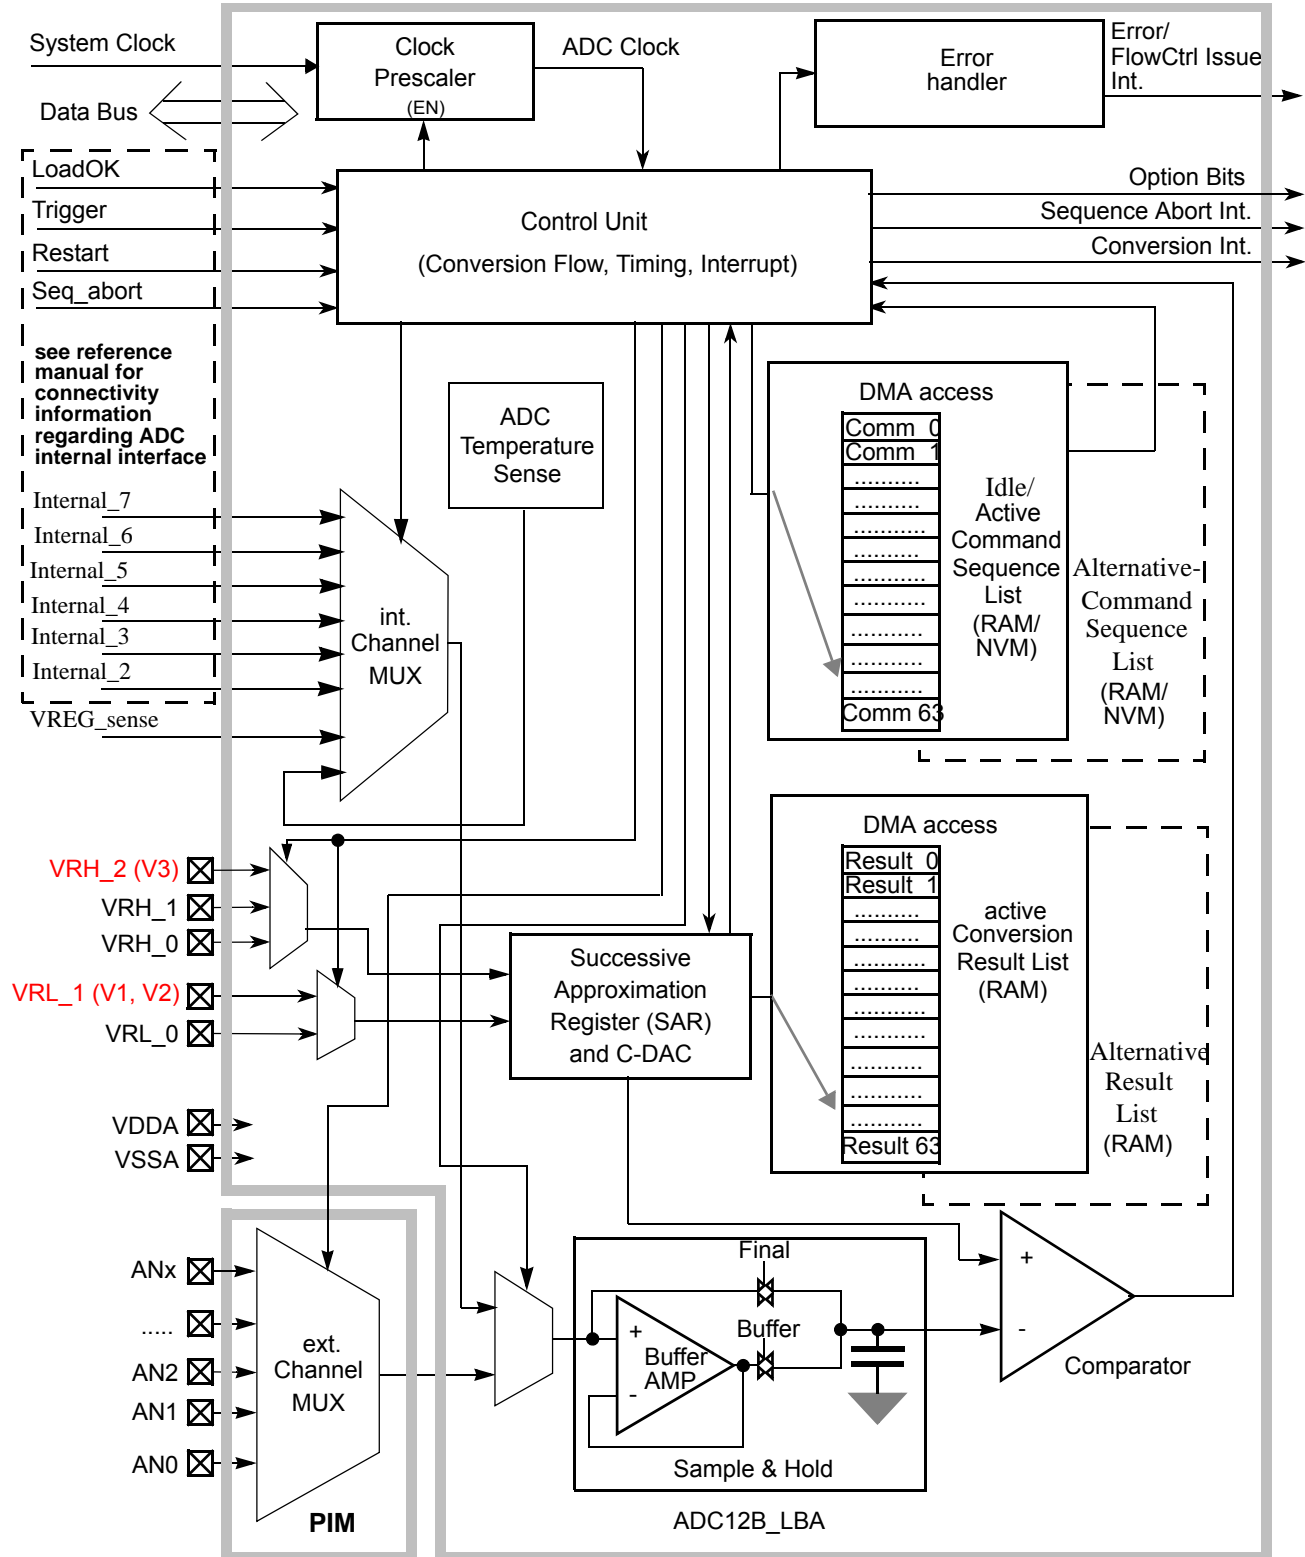 System Clock
Clock
Prescaler
(EN)
ADC Clock
Error
handler
Error/
FlowCtrl Issue
Int.
Data Bus
LoadOK
Trigger
Restart
Seq_abort
Control Unit
(Conversion Flow, Timing, Interrupt)
Option Bits
Sequence Abort Int.
Conversion Int.
see reference
manual for
connectivity
information
regarding ADC
internal interface
ADC
Temperature
Sense
Internal_7
Internal_6
Internal_5
Internal_4
Internal_3
Internal_2
VREG_sense
int.
Channel
MUX
DMA access
Comm 0
Comm 1
..........
..........
..........
..........
..........
..........
...........
...........
...........
Comm 63
Idle/
Active
Command
Sequence
List
(RAM/
NVM)
Alternative-
Command
Sequence
List
(RAM/
NVM)
VRH_2 (V3)
VRH_1
VRH_0
VRL_1 (V1, V2)
VRL_0
VDDA
VSSA
Successive
Approximation
Register (SAR)
and C-DAC
DMA access
Result 0
Result 1
..........
..........
..........
..........
..........
..........
...........
...........
...........
Result 63
active
Conversion
Result List
(RAM)
Alternative
Result
List
(RAM)
ANx
.....
AN2
AN1
AN0
ext.
Channel
MUX
PIM
Final
Buffer
+
Buffer
AMP
-
Sample & Hold
+
-
Comparator
ADC12B_LBA